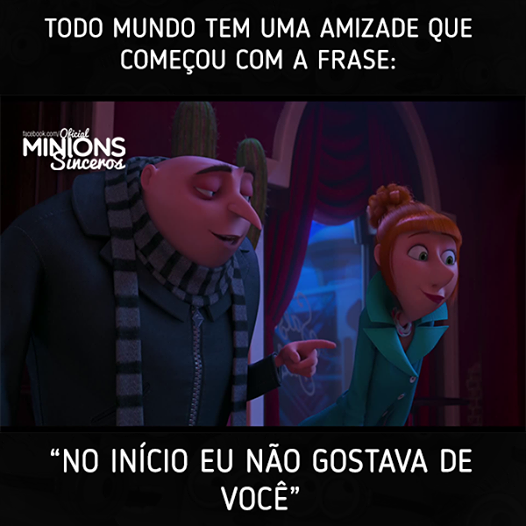 TODO MUNDO TEM UMA AMIZADE QUE
COMEÇOU COM A FRASE:
facebook.com/Oficial
MINIONS
Sinceros
“NO INÍCIO EU NÃO GOSTAVA DE
VOCÊ”